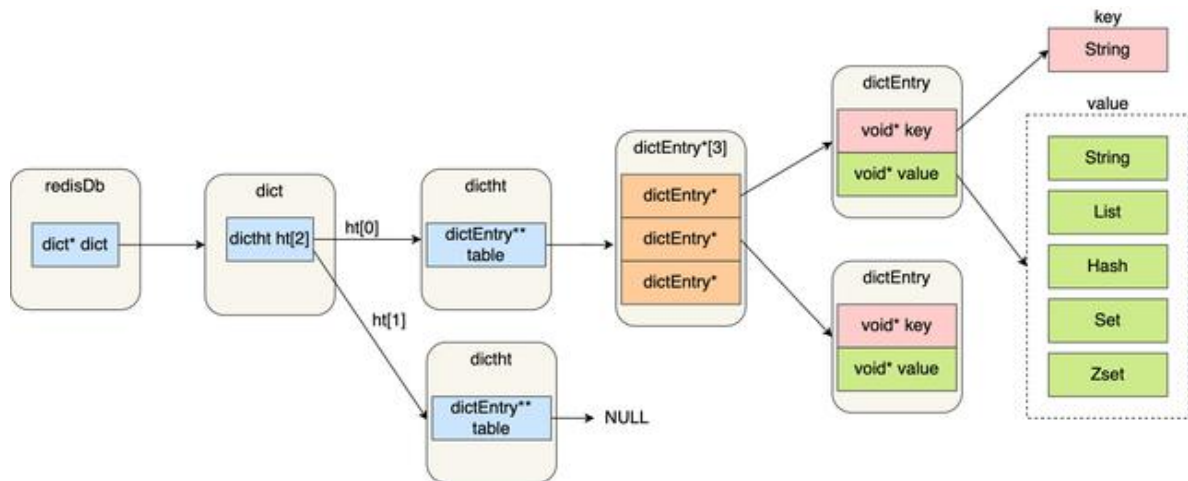 redisDb
dict* dict
dict
dictht ht[2]
ht[0]
ht[1]
dictht
dictEntry**
table
dictht
dictEntry**
table
NULL
dictEntry*[3]
dictEntry*
dictEntry*
dictEntry*
dictEntry
void* key
void* value
dictEntry
void* key
void* value
key
String
value
String
List
Hash
Set
Zset